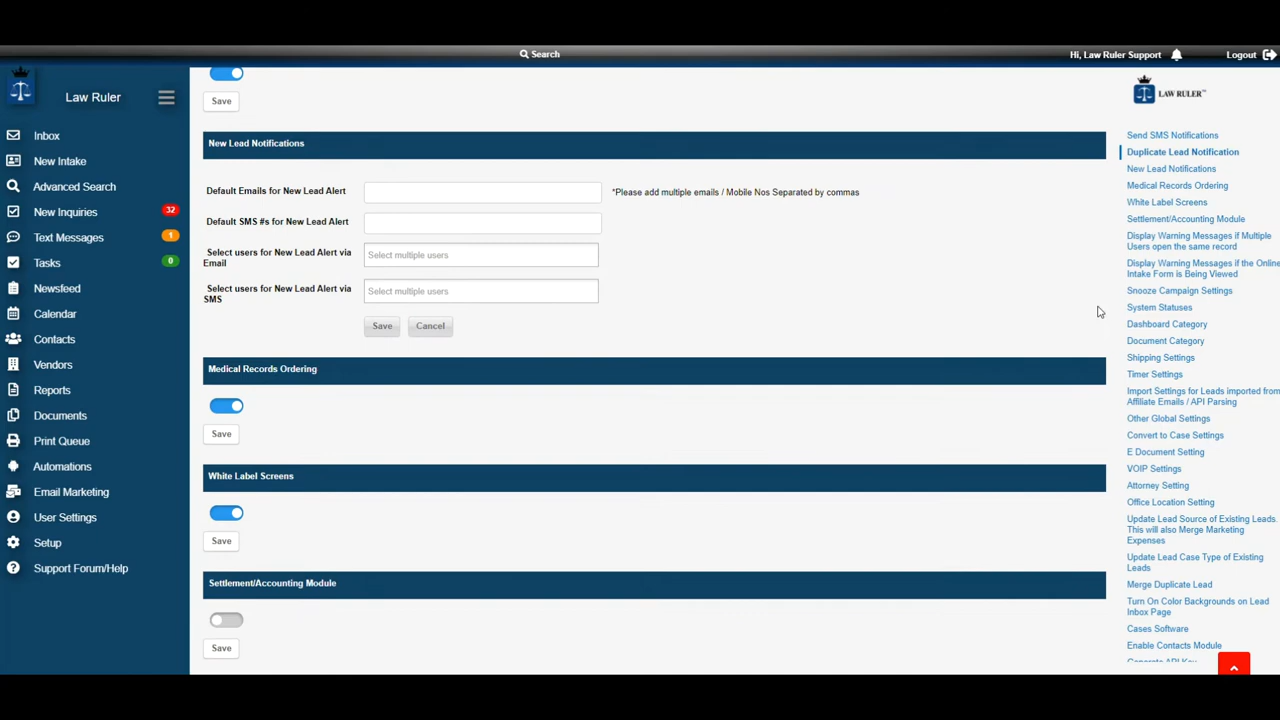 Search
Hi, Law Ruler Support
Logout
Law Ruler
Inbox
New Intake
Advanced Search
New Inquiries 32
Text Messages 1
Tasks 0
Newsfeed
Calendar
Contacts
Vendors
Reports
Documents
Print Queue
Automations
Email Marketing
User Settings
Setup
Support Forum/Help
Save
New Lead Notifications
Default Emails for New Lead Alert
*Please add multiple emails / Mobile Nos Separated by commas
Default SMS #s for New Lead Alert
Select users for New Lead Alert via
Email
Select multiple users
Select users for New Lead Alert via
SMS
Select multiple users
Save
Cancel
Medical Records Ordering
Save
White Label Screens
Save
Settlement/Accounting Module
Save
LAW RULER™
Send SMS Notifications
Duplicate Lead Notification
New Lead Notifications
Medical Records Ordering
White Label Screens
Settlement/Accounting Module
Display Warning Messages if Multiple
Users open the same record
Display Warning Messages if the Online
Intake Form is Being Viewed
Snooze Campaign Settings
System Statuses
Dashboard Category
Document Category
Shipping Settings
Timer Settings
Import Settings for Leads imported from
Affiliate Emails / API Parsing
Other Global Settings
Convert to Case Settings
E Document Setting
VOIP Settings
Attorney Setting
Office Location Setting
Update Lead Source of Existing Leads.
This will also Merge Marketing
Expenses
Update Lead Case Type of Existing
Leads
Merge Duplicate Lead
Turn On Color Backgrounds on Lead
Inbox Page
Cases Software
Enable Contacts Module
Generate API Key